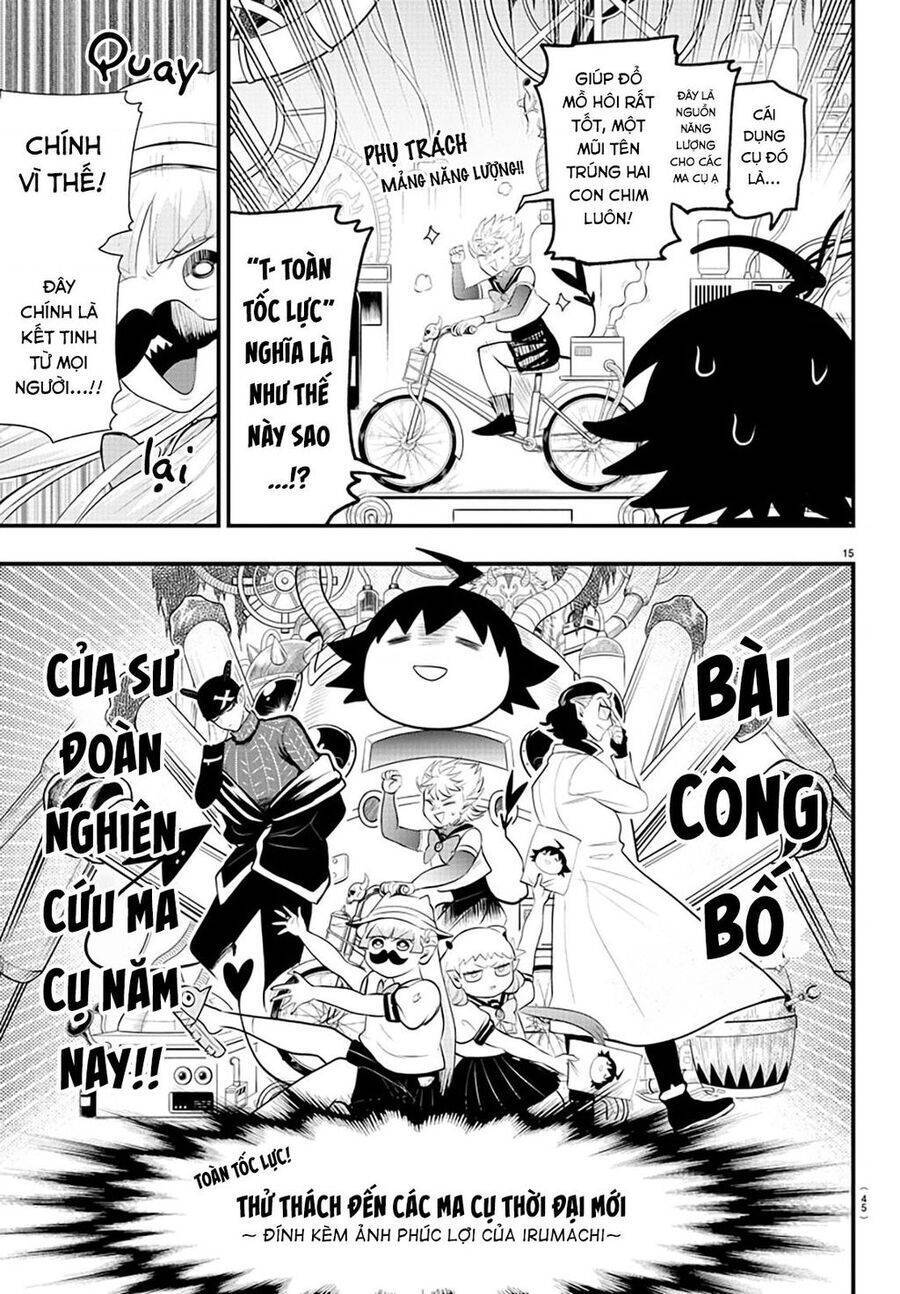 CÁI
DỤNG
CỤ ĐÓ
LÀ...
ĐÂY LÀ
NGUỒN
NĂNG
LƯỢNG
CHO CÁC
MA CỤ Ạ
GIÚP ĐỔ
MỒ HÔI RẤT
TỐT, MỘT
MŨI TÊN
TRÚNG HAI
CON CHIM
LUÔN!
PHỤ TRÁCH
MẢNG NĂNG LƯỢNG!!
"T- TOÀN
TỐC LỰC"
NGHĨA LÀ
NHƯ THẾ
NÀY SAO
...!?
Quay
lại
CHÍNH
VÌ THẾ!
ĐÂY
CHÍNH LÀ
KẾT TINH
TỪ MỌI
NGƯỜI...!!
15
BÀI
CÔNG
BỐ
CỦA SƯ
ĐOÀN
NGHIÊN
CỨU MA
CỤ NĂM
NAY!!
TOÀN TỐC LỰC!
THỬ THÁCH ĐẾN CÁC MA CỤ THỜI ĐẠI MỚI
~ ĐÍNH KÈM ẢNH PHÚC LỢI CỦA IRUMACHI ~
(45)